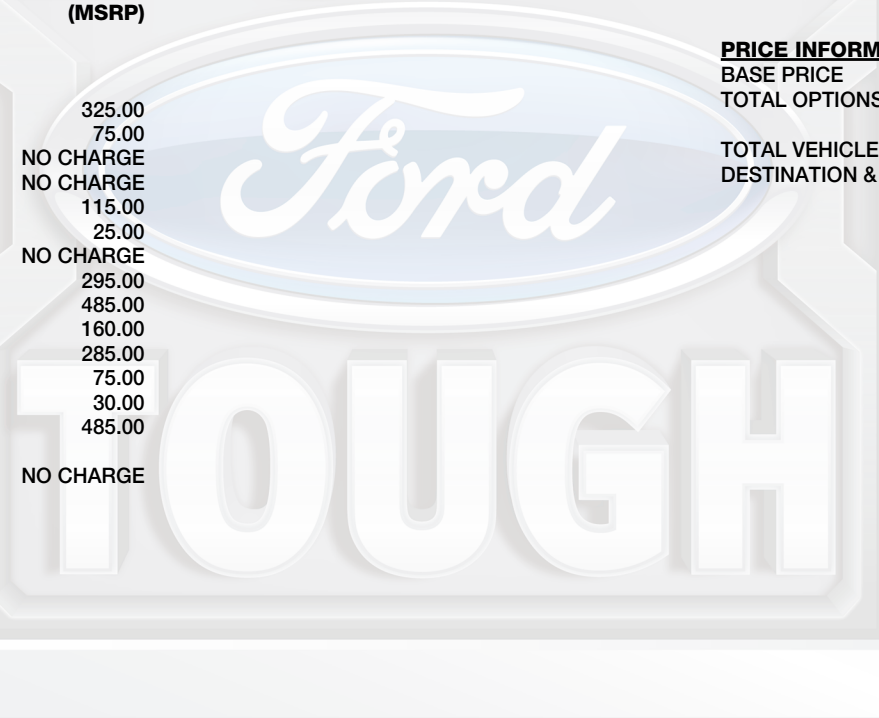 (MSRP)
325.00
75.00
NO CHARGE
NO CHARGE
115.00
25.00
NO CHARGE
295.00
485.00
160.00
285.00
75.00
30.00
485.00
NO CHARGE
PRICE INFORM
BASE PRICE
TOTAL OPTIONS
TOTAL VEHICLE
DESTINATION &
Ford
TOUGH